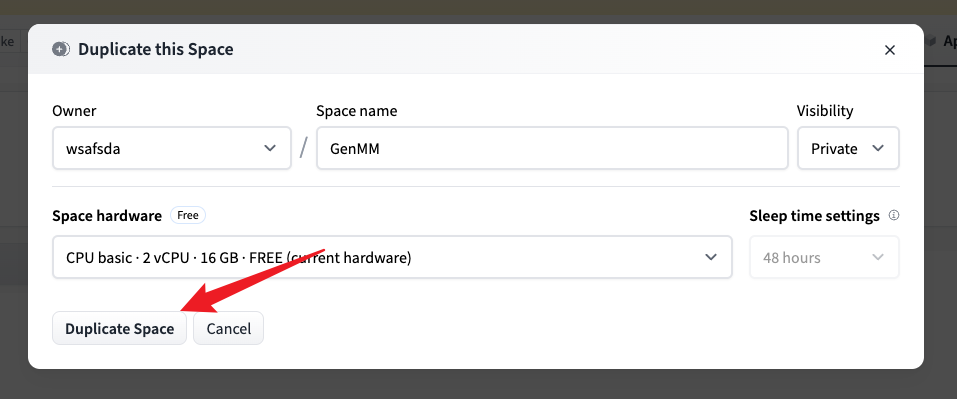 ke
Ap
Duplicate this Space
Owner
Space name
Visibility
wsafsda
/
GenMM
Private
Space hardware Free
Sleep time settings
CPU basic · 2 vCPU · 16 GB · FREE (current hardware)
48 hours
Duplicate Space
Cancel